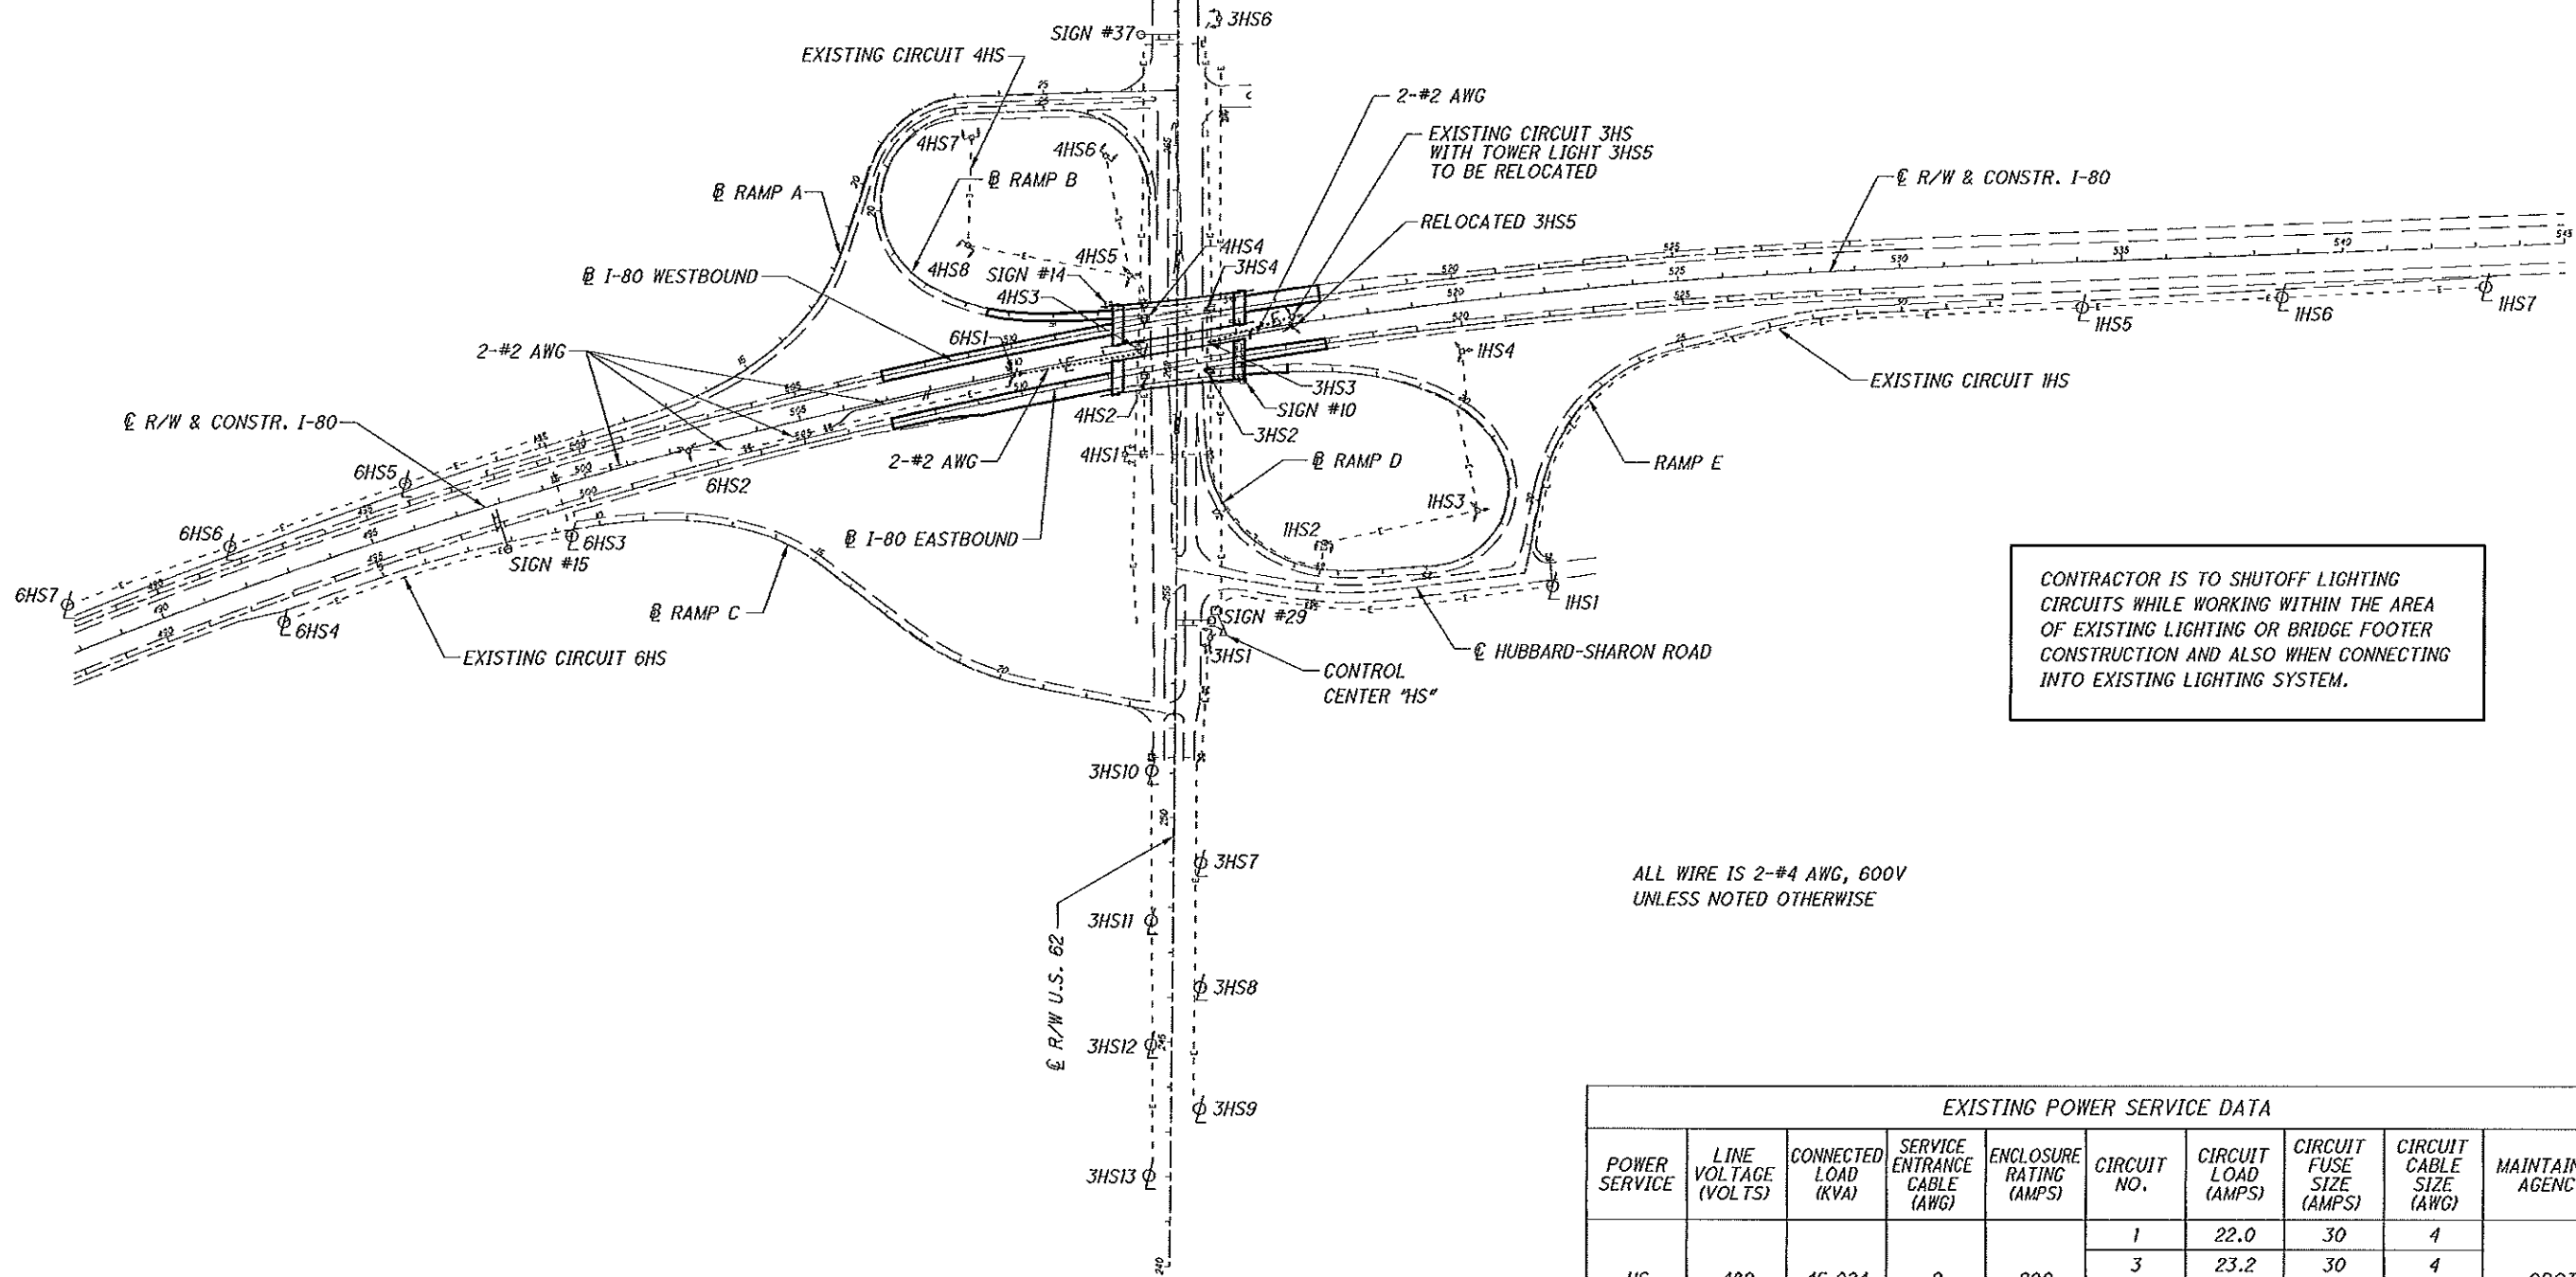 SIGN #37
3HS6
EXISTING CIRCUIT 4HS
2-#2 AWG
EXISTING CIRCUIT 3HS
WITH TOWER LIGHT 3HS5
TO BE RELOCATED
4HS7
4HS6
℄ R/W & CONSTR. I-80
RAMP A
RAMP B
RELOCATED 3HS5
4HS8
4HS5
4HS4
SIGN #14
3HS4
I-80 WESTBOUND
4HS3
6HS1
1HS5
1HS6
1HS7
2-#2 AWG
1HS4
3HS3
EXISTING CIRCUIT 1HS
℄ R/W & CONSTR. I-80
4HS2
SIGN #10
3HS2
4HS1
2-#2 AWG
RAMP D
RAMP E
6HS5
6HS2
1HS3
6HS6
6HS3
I-80 EASTBOUND
1HS2
SIGN #15
6HS7
1HS1
6HS4
RAMP C
SIGN #29
3HS1
EXISTING CIRCUIT 6HS
℄ HUBBARD-SHARON ROAD
CONTROL
CENTER "HS"
CONTRACTOR IS TO SHUTOFF LIGHTING
CIRCUITS WHILE WORKING WITHIN THE AREA
OF EXISTING LIGHTING OR BRIDGE FOOTER
CONSTRUCTION AND ALSO WHEN CONNECTING
INTO EXISTING LIGHTING SYSTEM.
3HS10
3HS7
3HS11
3HS8
3HS12
3HS9
3HS13
℄ R/W U.S. 62
240
ALL WIRE IS 2-#4 AWG, 600V
UNLESS NOTED OTHERWISE
EXISTING POWER SERVICE DATA
POWER SERVICE
LINE VOLTAGE (VOLTS)
CONNECTED LOAD (KVA)
SERVICE ENTRANCE CABLE (AWG)
ENCLOSURE RATING (AMPS)
CIRCUIT NO.
CIRCUIT LOAD (AMPS)
CIRCUIT FUSE SIZE (AMPS)
CIRCUIT CABLE SIZE (AWG)
1 22.0 30 4
3 23.2 30 4